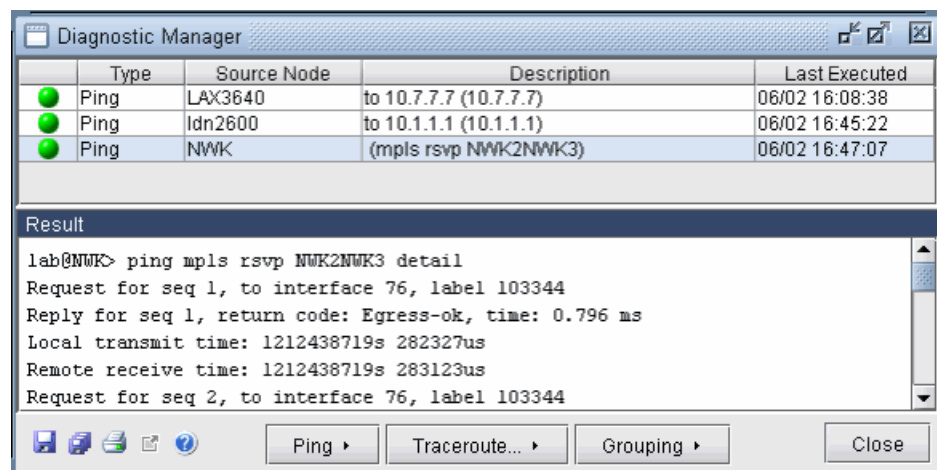 Diagnostic Manager
Type Source Node Description Last Executed
Ping LAX3640 to 10.7.7.7 (10.7.7.7) 06/02 16:08:38
Ping ldn2600 to 10.1.1.1 (10.1.1.1) 06/02 16:45:22
Ping NWK (mpls rsvp NWK2NWK3) 06/02 16:47:07
Result
lab@NWK> ping mpls rsvp NWK2NWK3 detail
Request for seq 1, to interface 76, label 103344
Reply for seq 1, return code: Egress-ok, time: 0.796 ms
Local transmit time: 1212438719s 282327us
Remote receive time: 1212438719s 283123us
Request for seq 2, to interface 76, label 103344
Ping Traceroute... Grouping Close